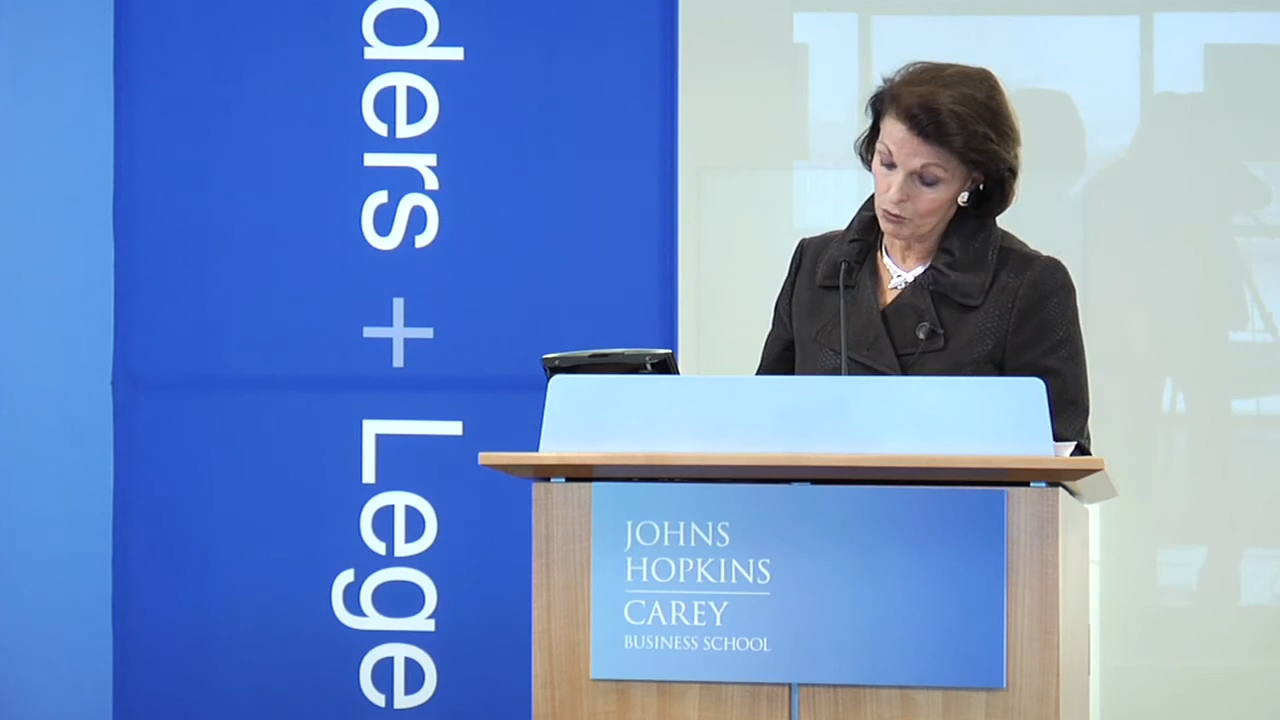 ders + Lege
JOHNS
HOPKINS
CAREY
BUSINESS SCHOOL